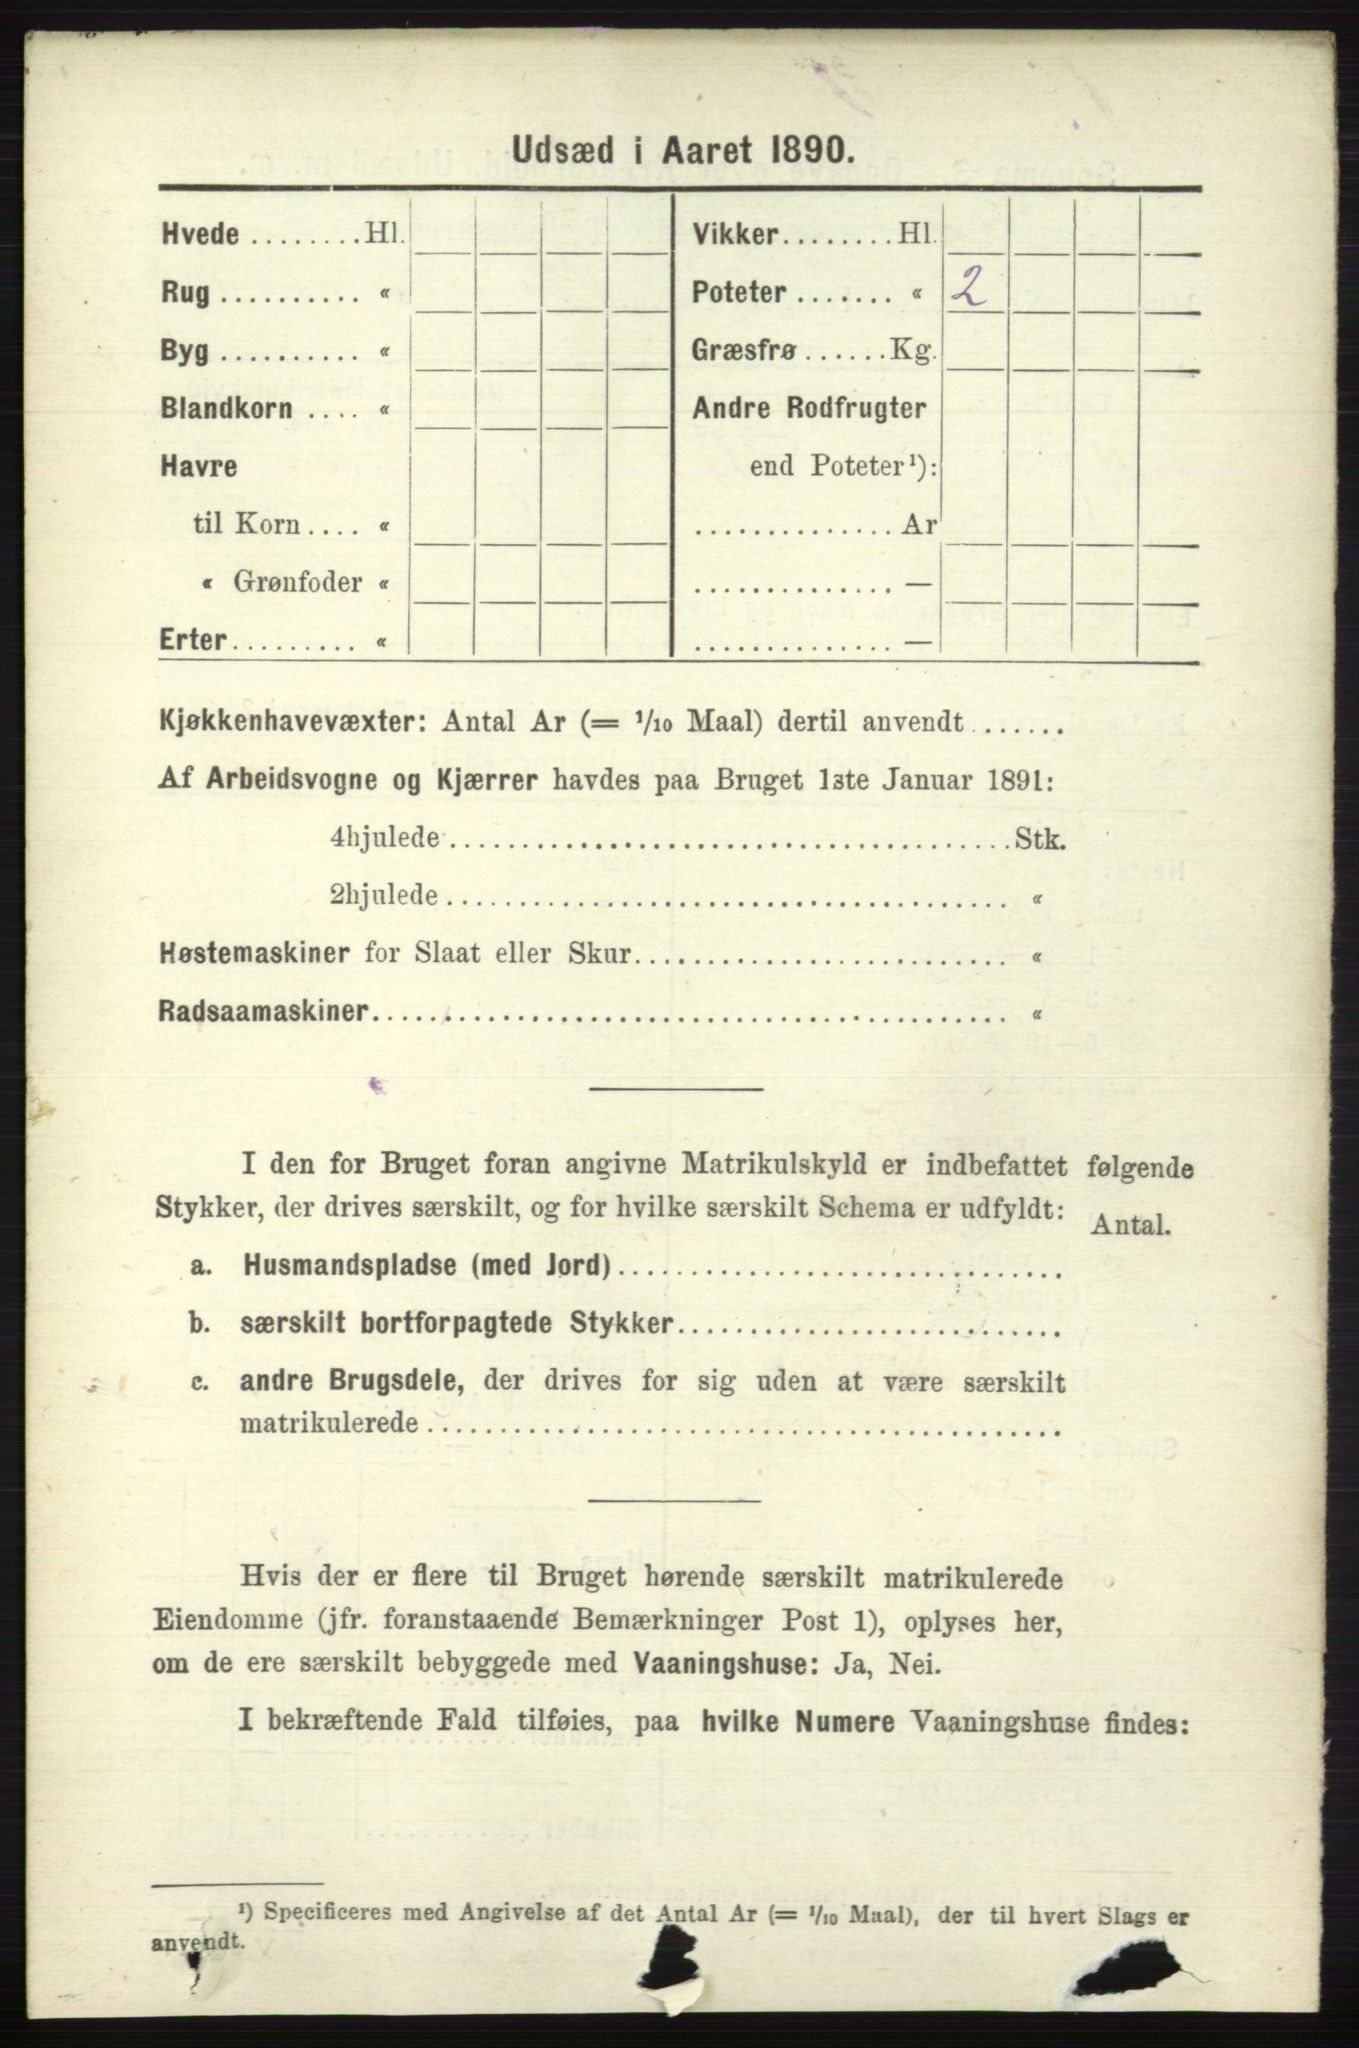 Udsæd i Aaret 1890.
Hvede ........ Hl.
Rug .......... «
Byg .......... «
Blandkorn .... «
Havre
til Korn .... «
« Grønfoder «
Erter .......... «
Vikker ........ Hl.
Poteter ....... « 2
Græsfrø ...... Kg.
Andre Rodfrugter
end Poteter¹):
............... Ar
............... —
............... —
Kjøkkenhavevæxter: Antal Ar (= 1/10 Maal) dertil anvendt ......
Af Arbeidsvogne og Kjærrer havdes paa Bruget 1ste Januar 1891:
4hjulede ........................................ Stk.
2hjulede ........................................ «
Høstemaskiner for Slaat eller Skur .......................... «
Radsaamaskiner ........................................ «
I den for Bruget foran angivne Matrikulskyld er indbefattet følgende
Stykker, der drives særskilt, og for hvilke særskilt Schema er udfyldt: Antal.
a. Husmandspladse (med Jord) ..............................
b. særskilt bortforpagtede Stykker ..........................
c. andre Brugsdele, der drives for sig uden at være særskilt
matrikulerede ..........................................
Hvis der er flere til Bruget hørende særskilt matrikulerede
Eiendomme (jfr. foranstaaende Bemærkninger Post 1), oplyses her,
om de ere særskilt bebyggede med Vaaningshuse: Ja, Nei.
I bekræftende Fald tilføies, paa hvilke Numere Vaaningshuse findes:
¹) Specificeres med Angivelse af det Antal Ar (= 1/10 Maal), der til hvert Slags er
anvendt.